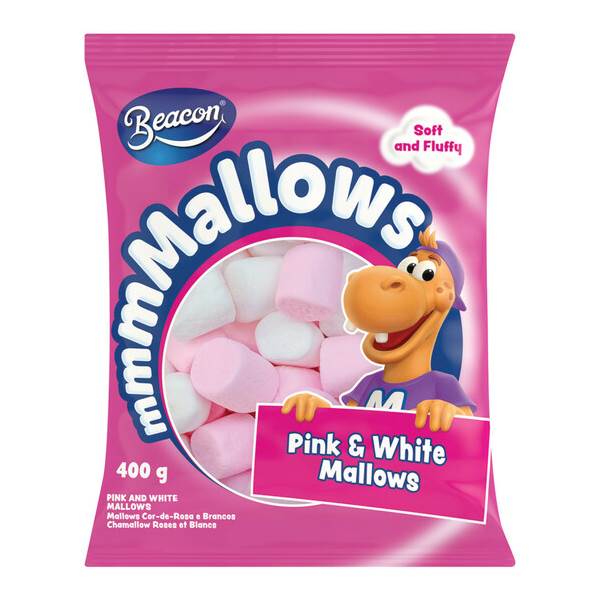 Beacon
Soft
and Fluffy
mmmMallows
M
Pink & White
Mallows
400 g
PINK AND WHITE
MALLOWS
Mallows Cor-de-Rosa e Brancos
Chamallow Roses et Blancs